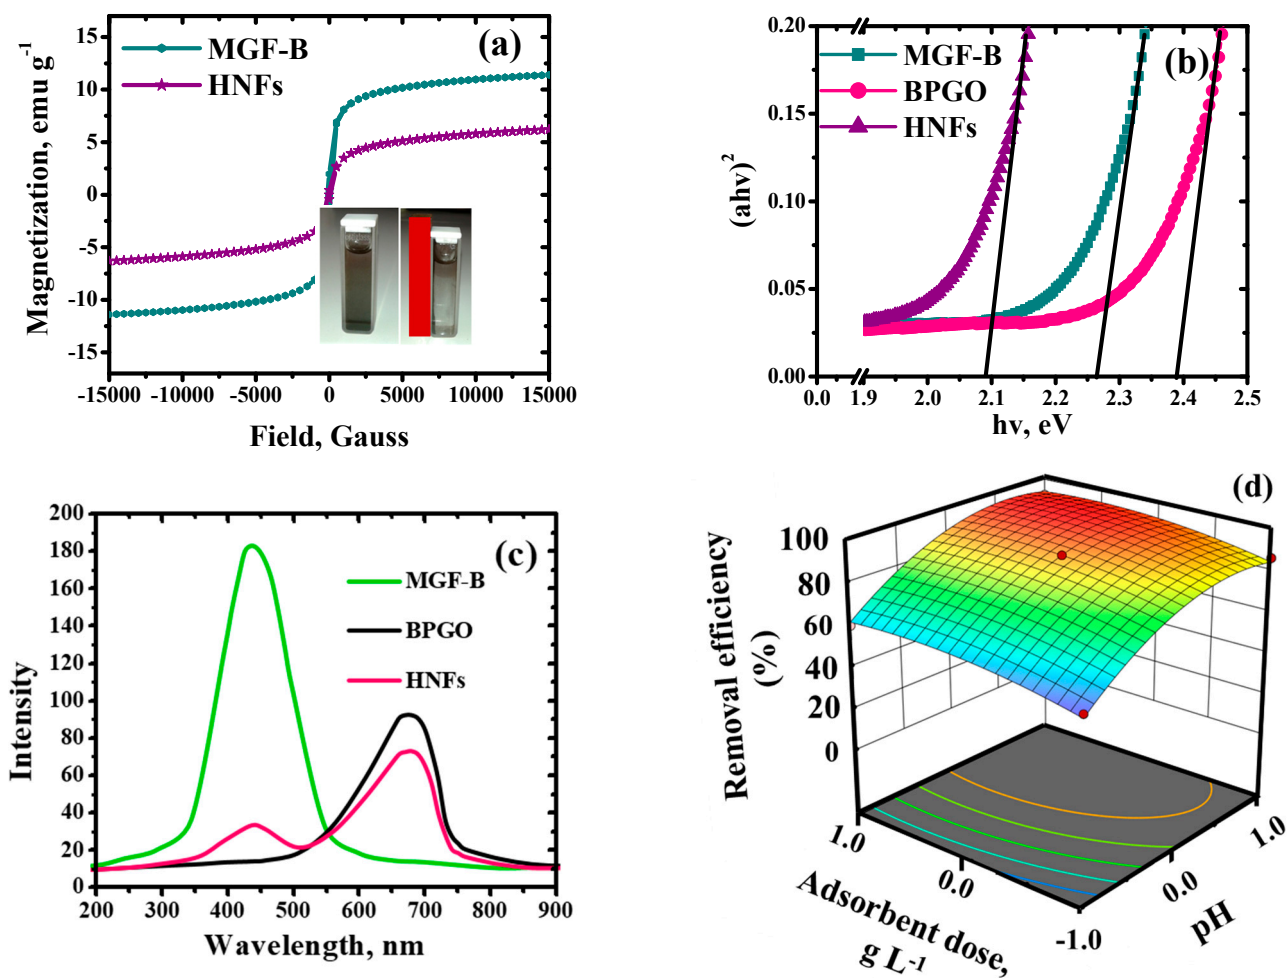 (a)
MGF-B
HNFs
Magnetization, emu g⁻¹
15
10
5
0
-5
-10
-15
-15000 -10000 -5000 0 5000 10000 15000
Field, Gauss
(b)
MGF-B
BPGO
HNFs
(ahν)²
0.20
0.15
0.10
0.05
0.00
0.0 1.9 2.0 2.1 2.2 2.3 2.4 2.5
hν, eV
(c)
MGF-B
BPGO
HNFs
Intensity
200
180
160
140
120
100
80
60
40
20
0
200 300 400 500 600 700 800 900
Wavelength, nm
(d)
Removal efficiency
(%)
100
80
60
40
20
0
1.0 0.0 -1.0
Adsorbent dose,
g L⁻¹
1.0
0.0
pH